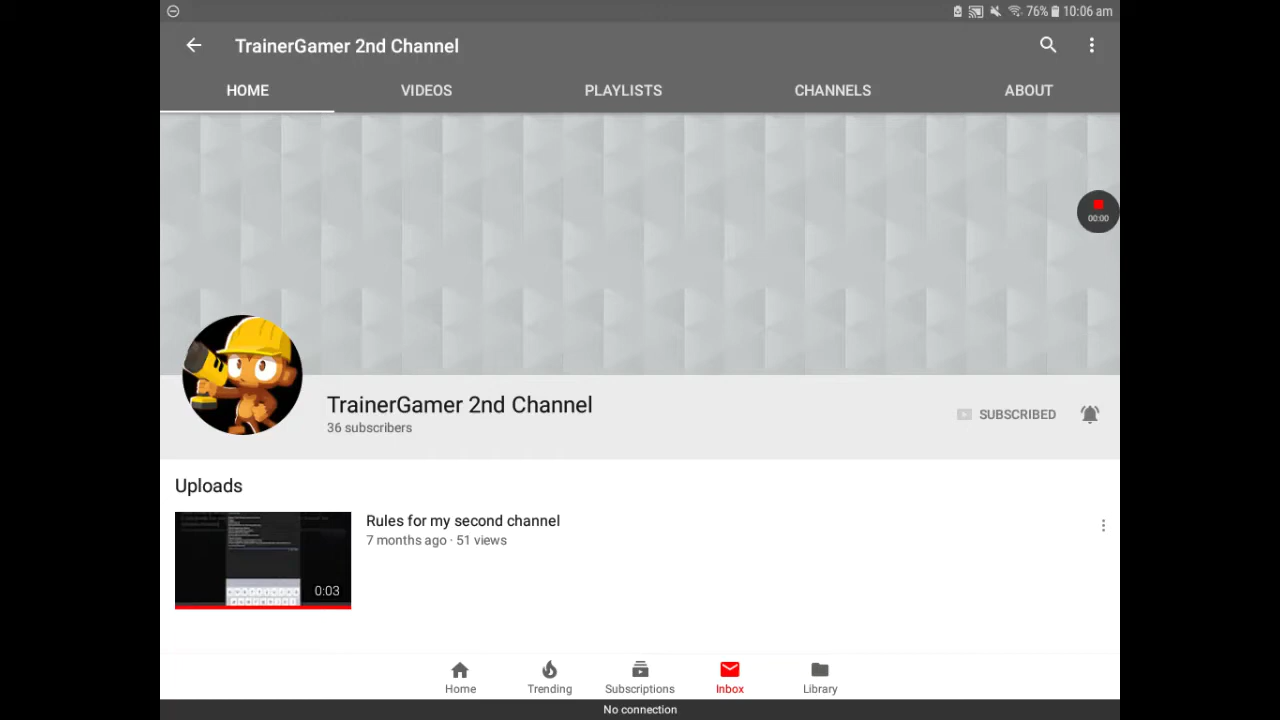 76% 10:06 am
TrainerGamer 2nd Channel
HOME VIDEOS PLAYLISTS CHANNELS ABOUT
00:00
TrainerGamer 2nd Channel
36 subscribers
SUBSCRIBED
Uploads
Rules for my second channel
7 months ago · 51 views
0:03
Home Trending Subscriptions Inbox Library
No connection